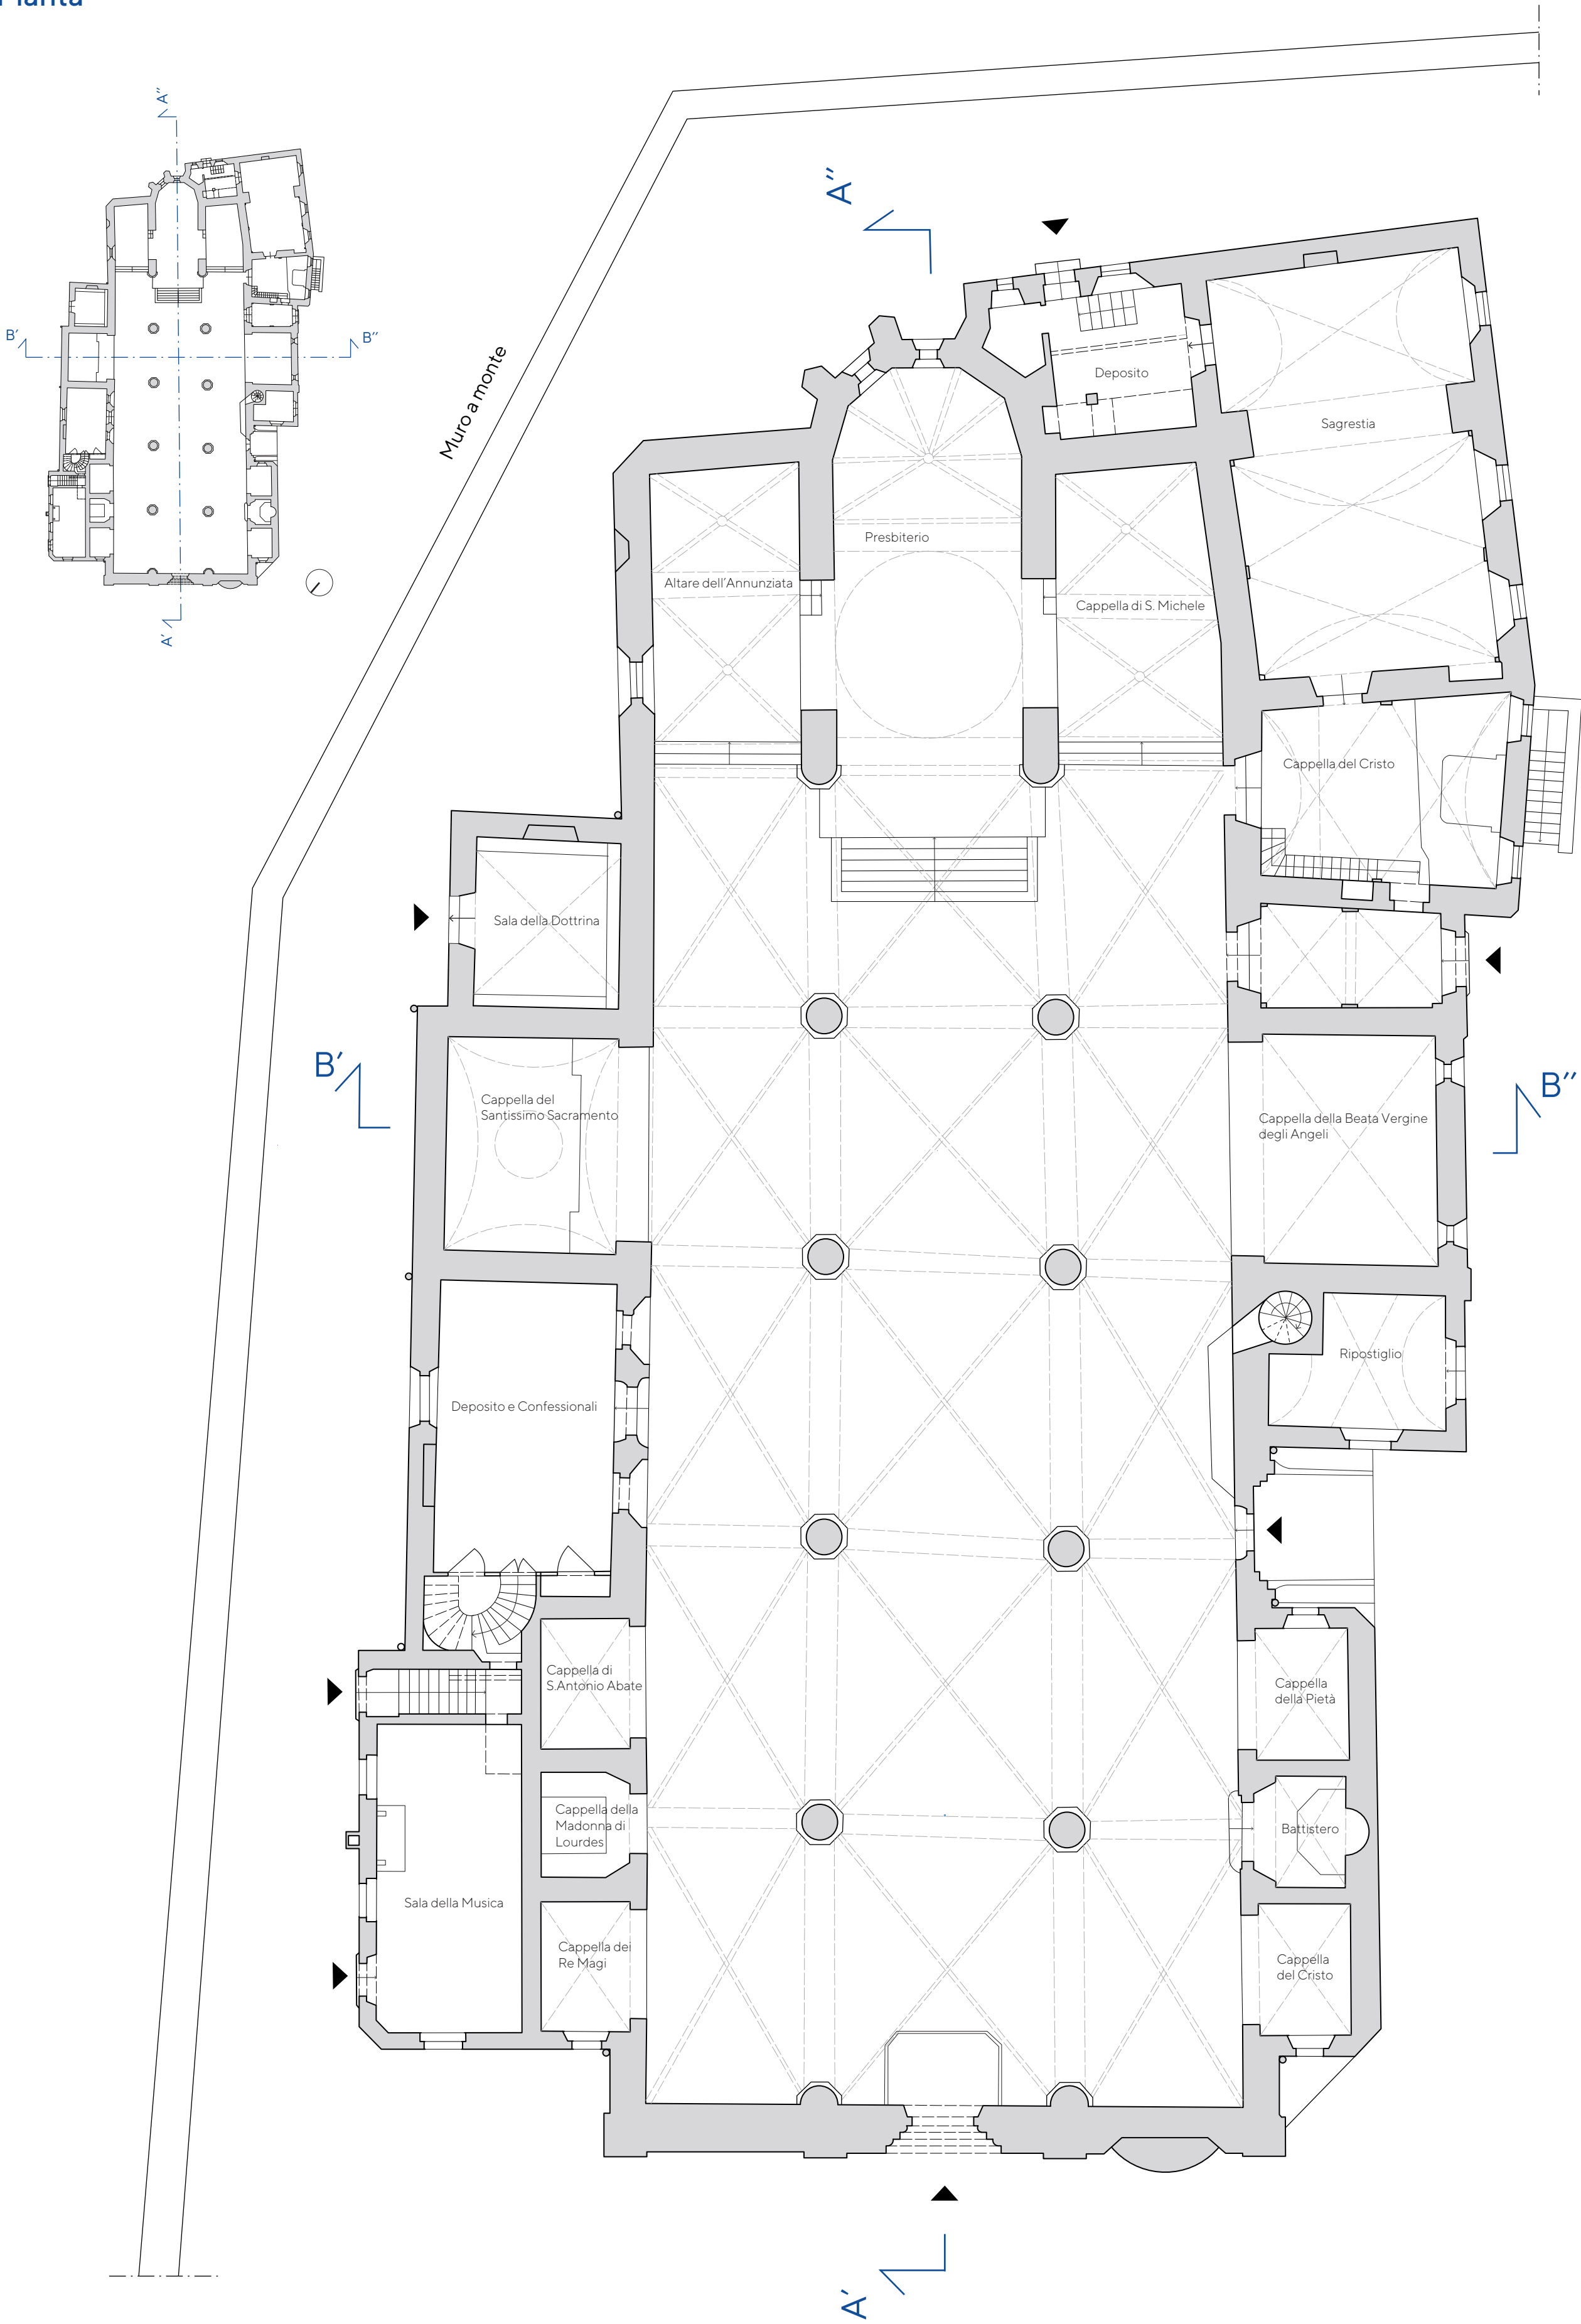 Pianta
A''
B'
B''
A'
Muro a monte
A''
Deposito
Sagrestia
Presbiterio
Altare dell'Annunziata
Cappella di S. Michele
Cappella del Cristo
Sala della Dottrina
B'
B''
Cappella del
Santissimo Sacramento
Cappella della Beata Vergine
degli Angeli
Ripostiglio
Deposito e Confessionali
Cappella di
S.Antonio Abate
Cappella
della Pietà
Cappella della
Madonna di
Lourdes
Battistero
Sala della Musica
Cappella dei
Re Magi
Cappella
del Cristo
A'